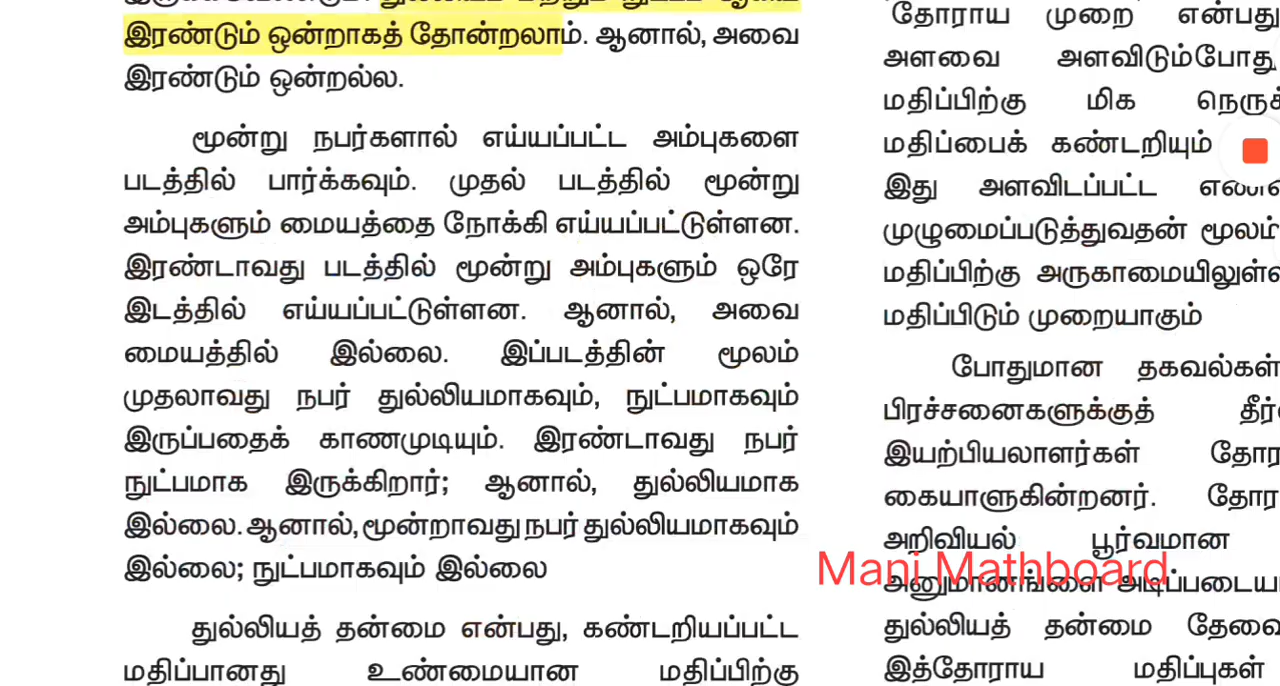 இரண்டும் ஒன்றாகத் தோன்றலாம். ஆனால், அவை
இரண்டும் ஒன்றல்ல.
மூன்று நபர்களால் எய்யப்பட்ட அம்புகளை
படத்தில் பார்க்கவும். முதல் படத்தில் மூன்று
அம்புகளும் மையத்தை நோக்கி எய்யப்பட்டுள்ளன.
இரண்டாவது படத்தில் மூன்று அம்புகளும் ஒரே
இடத்தில் எய்யப்பட்டுள்ளன. ஆனால், அவை
மையத்தில் இல்லை. இப்படத்தின் மூலம்
முதலாவது நபர் துல்லியமாகவும், நுட்பமாகவும்
இருப்பதைக் காணமுடியும். இரண்டாவது நபர்
நுட்பமாக இருக்கிறார்; ஆனால், துல்லியமாக
இல்லை. ஆனால், மூன்றாவது நபர் துல்லியமாகவும்
இல்லை; நுட்பமாகவும் இல்லை
துல்லியத் தன்மை என்பது, கண்டறியப்பட்ட
மதிப்பானது உண்மையான மதிப்பிற்கு
தோராய முறை என்பது
அளவை அளவிடும்போது
மதிப்பிற்கு மிக
மதிப்பைக் கண்டறியும்
இது அளவிடப்பட்ட
முழுமைப்படுத்துவதன் மூலம்
மதிப்பிற்கு
மதிப்பிடும் முறையாகும்
போதுமான தகவல்கள்
பிரச்சனைகளுக்குத்
இயற்பியலாளர்கள்
கையாளுகின்றனர்.
அறிவியல் பூர்வமான
Mani Mathboard
அனுமானங்களை
துல்லியத் தன்மை
இத்தோராய மதிப்புகள்